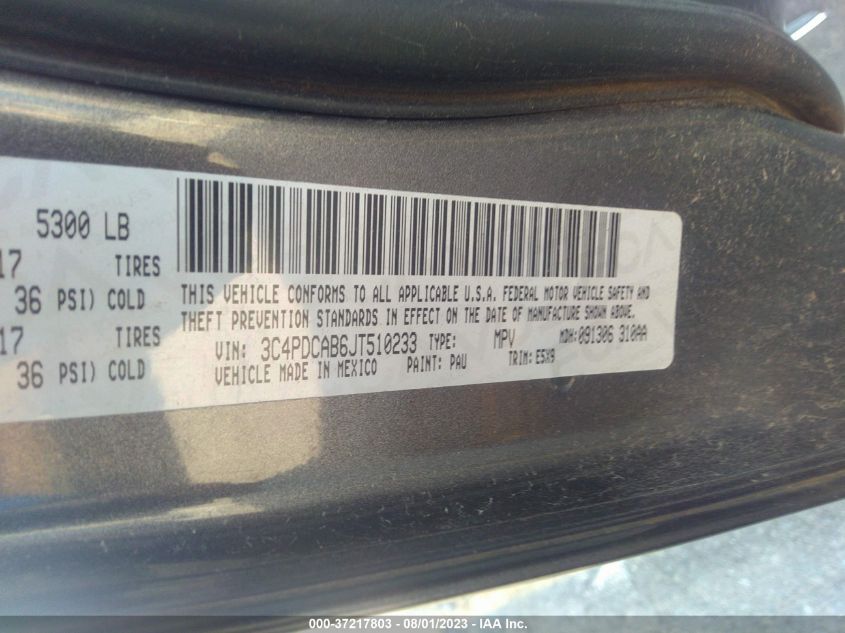 5300 LB
17 TIRES
36 PSI) COLD
17 TIRES
36 PSI) COLD
THIS VEHICLE CONFORMS TO ALL APPLICABLE U.S.A. FEDERAL MOTOR VEHICLE SAFETY AND
THEFT PREVENTION STANDARDS IN EFFECT ON THE DATE OF MANUFACTURE SHOWN ABOVE.
VIN: 3C4PDCAB6JT510233 TYPE: MPV MDH:091306 310AA
VEHICLE MADE IN MEXICO PAINT: PAU TRIM: E5X9
000-37217803 - 08/01/2023 - IAA Inc.